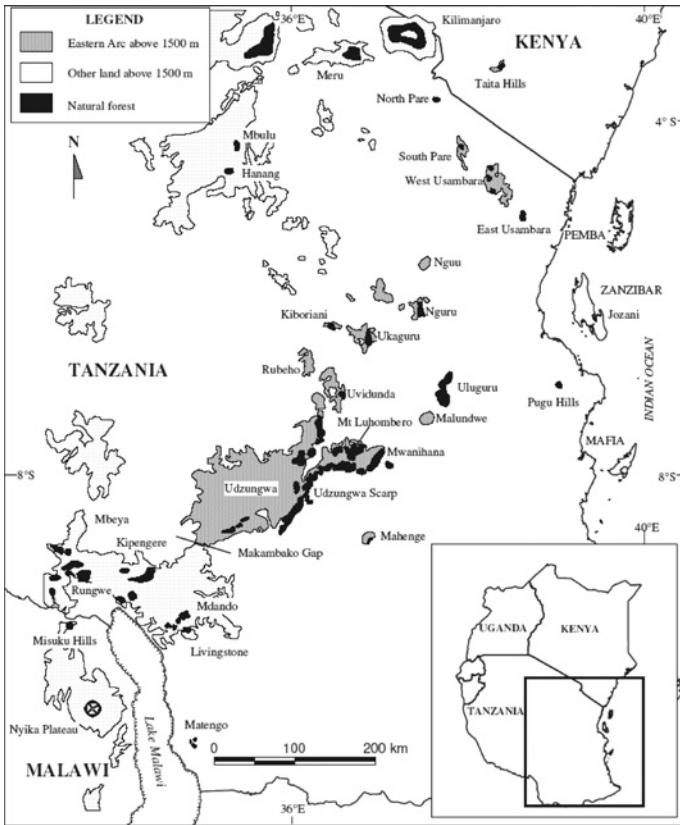 LEGEND
Eastern Arc above 1500 m
Other land above 1500 m
Natural forest
36°E
40°E
Kilimanjaro
KENYA
Meru
Taita Hills
North Pare
4° S
N
Mbulu
South Pare
Hanang
West Usambara
East Usambara
PEMBA
Nguu
ZANZIBAR
Kiboriani
Nguru
Jozani
Ukaguru
TANZANIA
Rubeho
Uvidunda
Uluguru
Pugu Hills
INDIAN OCEAN
Mt Luhombero
Malundwe
Mwanihana
MAFIA
8°S
8°S
Udzungwa
Udzungwa Scarp
Mbeya
40°E
Kipengere
Mahenge
Makambako Gap
Rungwe
Mdando
Misuku Hills
Livingstone
UGANDA
KENYA
Nyika Plateau
Lake Malawi
Matengo
TANZANIA
0 100 200 km
MALAWI
36°E